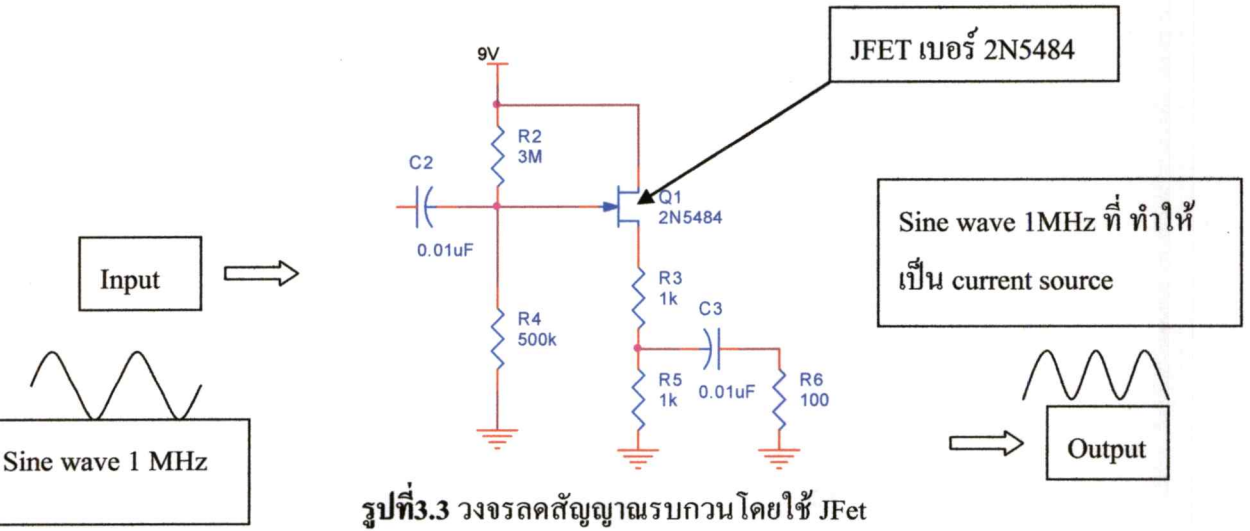 JFET เบอร์ 2N5484
9V
R2
3M
C2
0.01uF
Q1
2N5484
Sine wave 1MHz ที่ ทำให้
เป็น current source
Input
R3
1k
C3
R4
500k
R5
1k
0.01uF
R6
100
Sine wave 1 MHz
Output
รูปที่3.3 วงจรลดสัญญาณรบกวนโดยใช้ JFet